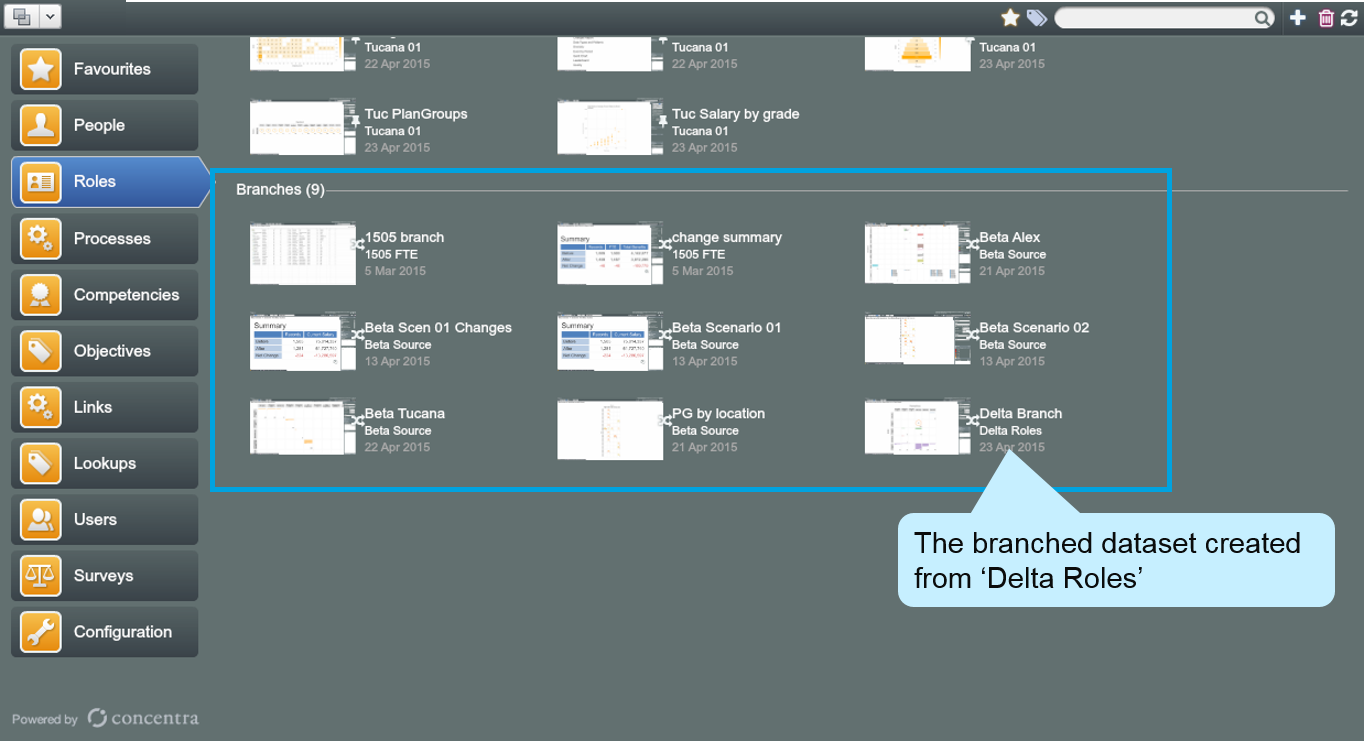 Favourites
People
Roles
Processes
Competencies
Objectives
Links
Lookups
Users
Surveys
Configuration
Powered by concentra
Tucana 01
22 Apr 2015
Tucana 01
22 Apr 2015
Tucana 01
23 Apr 2015
Tuc PlanGroups
Tucana 01
23 Apr 2015
Tuc Salary by grade
Tucana 01
23 Apr 2015
Branches (9)
1505 branch
1505 FTE
5 Mar 2015
Summary
change summary
1505 FTE
5 Mar 2015
Beta Alex
Beta Source
21 Apr 2015
Summary
Beta Scen 01 Changes
Beta Source
13 Apr 2015
Summary
Beta Scenario 01
Beta Source
13 Apr 2015
Beta Scenario 02
Beta Source
13 Apr 2015
Beta Tucana
Beta Source
22 Apr 2015
PG by location
Beta Source
21 Apr 2015
Delta Branch
Delta Roles
23 Apr 2015
The branched dataset created
from ‘Delta Roles’